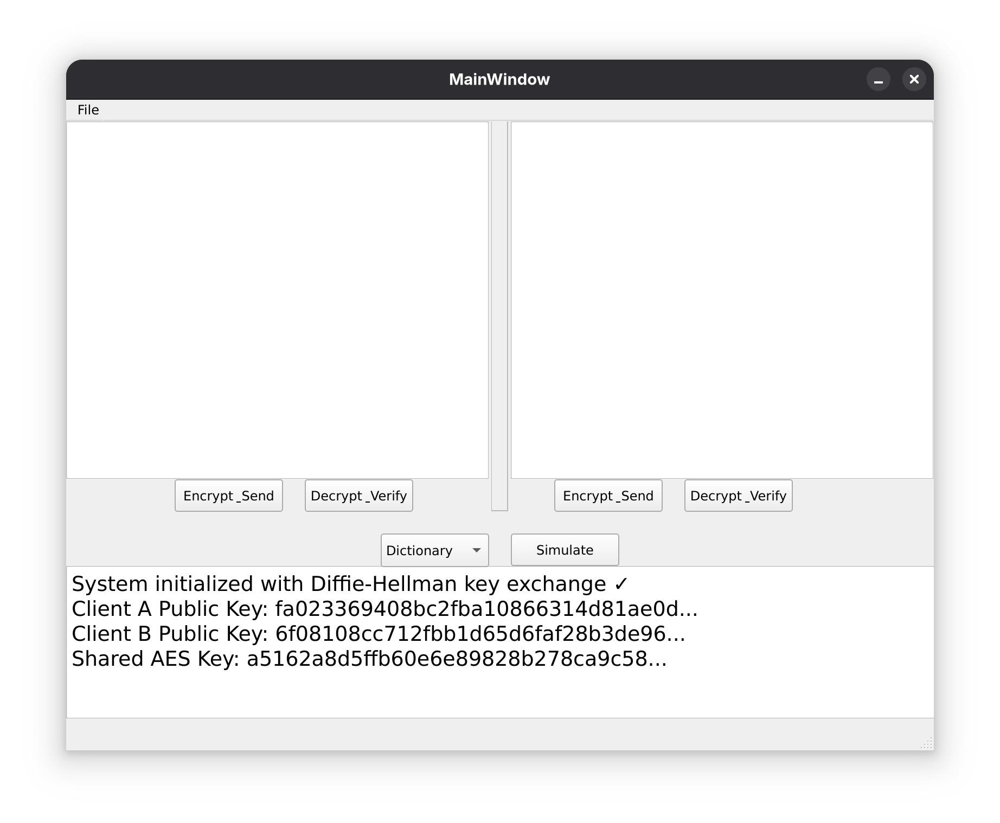 MainWindow
File
Encrypt _Send
Decrypt _Verify
Encrypt _Send
Decrypt _Verify
Dictionary
Simulate
System initialized with Diffie-Hellman key exchange ✓
Client A Public Key: fa023369408bc2fba10866314d81ae0d...
Client B Public Key: 6f08108cc712fbb1d65d6faf28b3de96...
Shared AES Key: a5162a8d5ffb60e6e89828b278ca9c58...